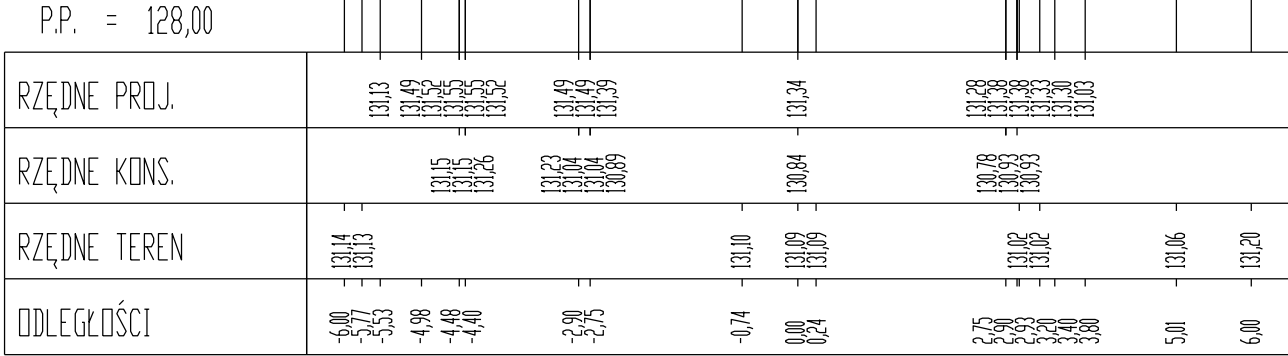 P.P. = 128,00
RZĘDNE PROJ. 131,13 131,49 131,52 131,55 131,55 131,52 131,49 131,49 131,39 131,34 131,28 131,38 131,38 131,33 131,30 131,03
RZĘDNE KONS. 131,15 131,15 131,26 131,23 131,04 131,04 130,89 130,84 130,78 130,93 130,93
RZĘDNE TEREN 131,14 131,13 131,10 131,09 131,09 131,02 131,02 131,06 131,20
ODLEGŁOŚCI -6,00 -5,77 -5,53 -4,98 -4,48 -4,40 -2,90 -2,75 -0,74 0,00 0,24 2,75 2,90 2,93 2,93 3,20 3,40 3,80 5,01 6,00